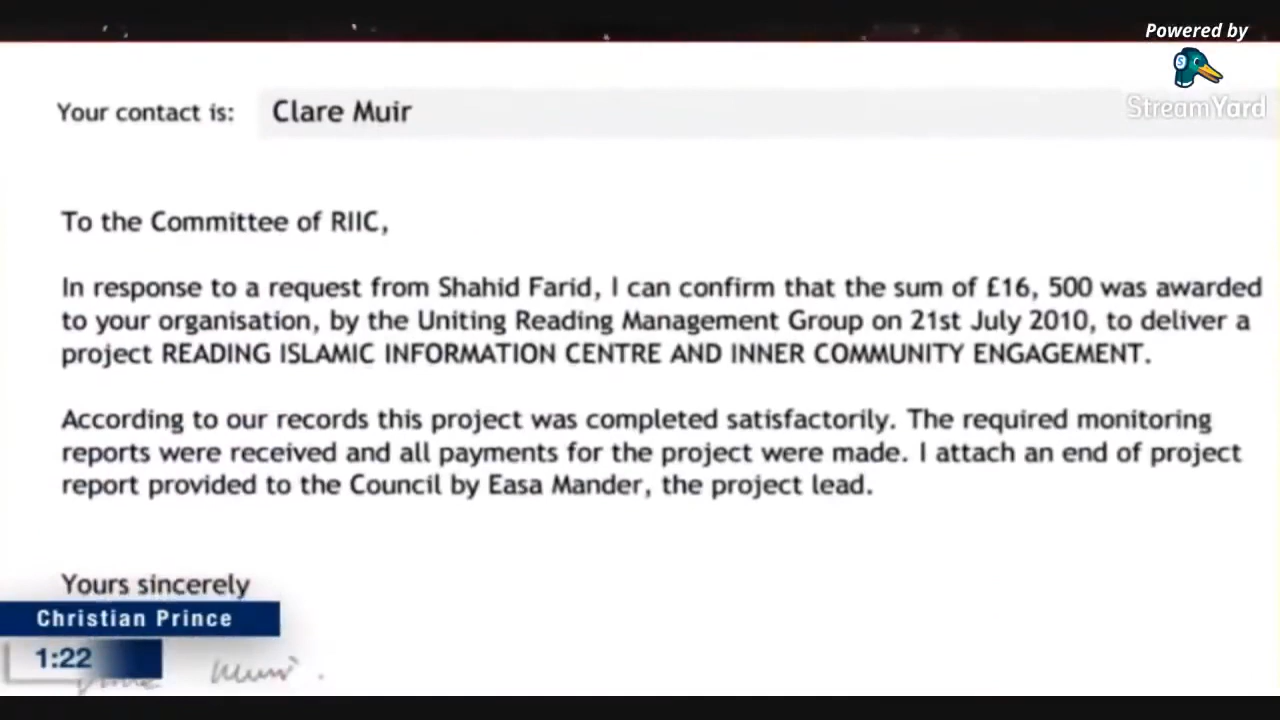 Powered by
StreamYard
Your contact is: Clare Muir
To the Committee of RIIC,
In response to a request from Shahid Farid, I can confirm that the sum of £16, 500 was awarded
to your organisation, by the Uniting Reading Management Group on 21st July 2010, to deliver a
project READING ISLAMIC INFORMATION CENTRE AND INNER COMMUNITY ENGAGEMENT.
According to our records this project was completed satisfactorily. The required monitoring
reports were received and all payments for the project were made. I attach an end of project
report provided to the Council by Easa Mander, the project lead.
Yours sincerely
Christian Prince
1:22
Muir